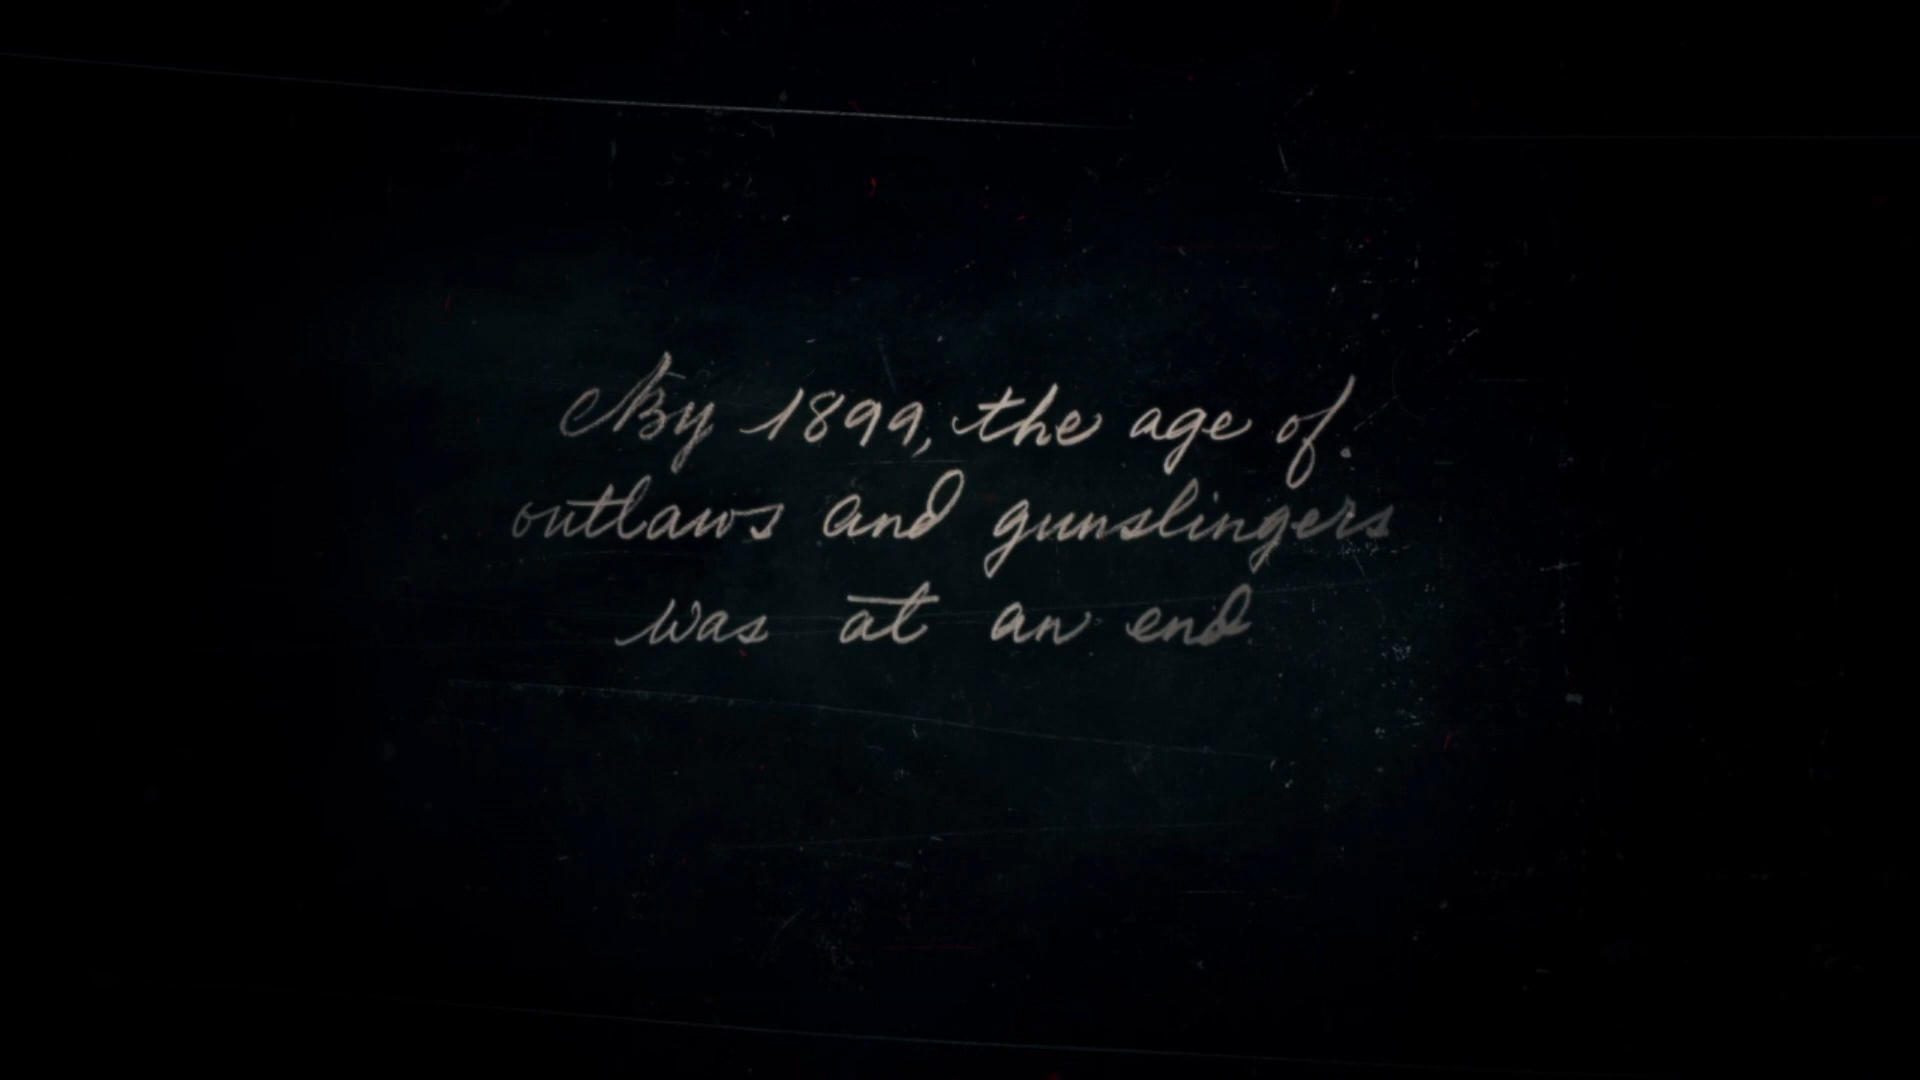 By 1899, the age of
outlaws and gunslingers
was at an end